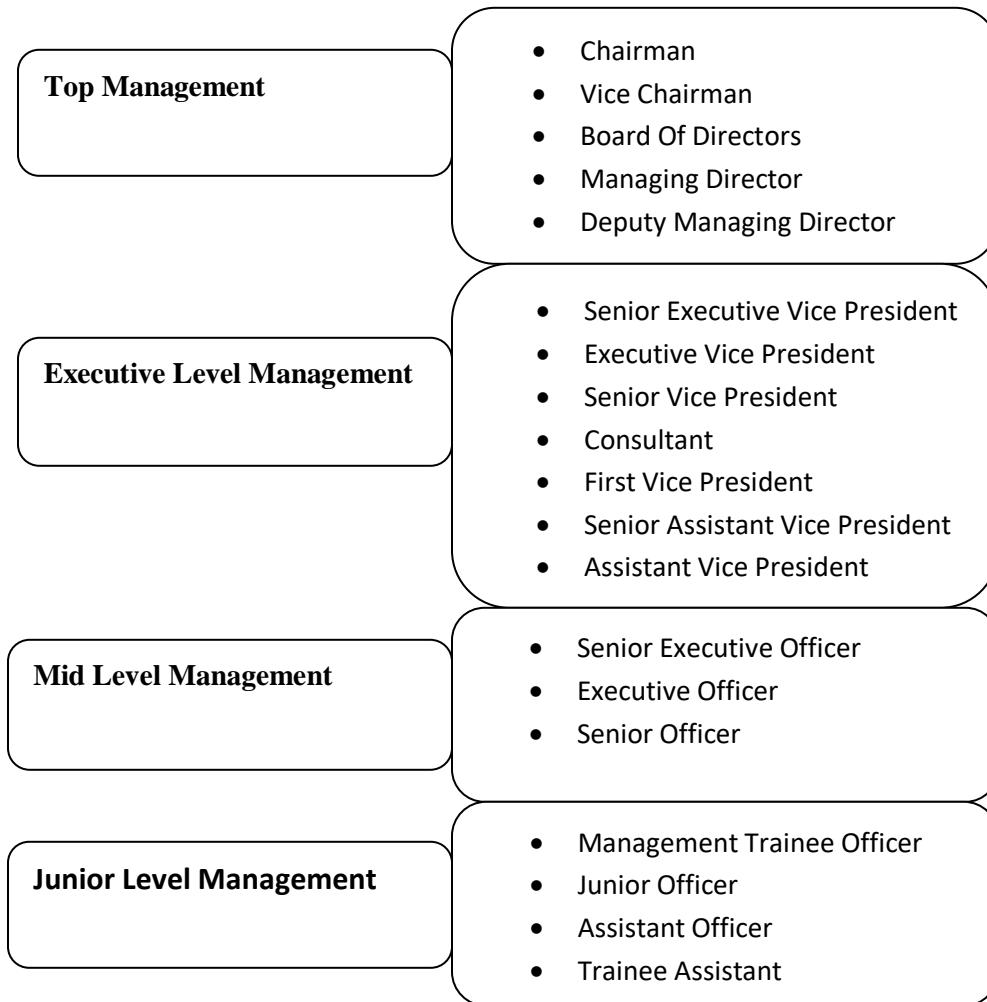 Top Management
• Chairman
• Vice Chairman
• Board Of Directors
• Managing Director
• Deputy Managing Director
Executive Level Management
• Senior Executive Vice President
• Executive Vice President
• Senior Vice President
• Consultant
• First Vice President
• Senior Assistant Vice President
• Assistant Vice President
Mid Level Management
• Senior Executive Officer
• Executive Officer
• Senior Officer
Junior Level Management
• Management Trainee Officer
• Junior Officer
• Assistant Officer
• Trainee Assistant